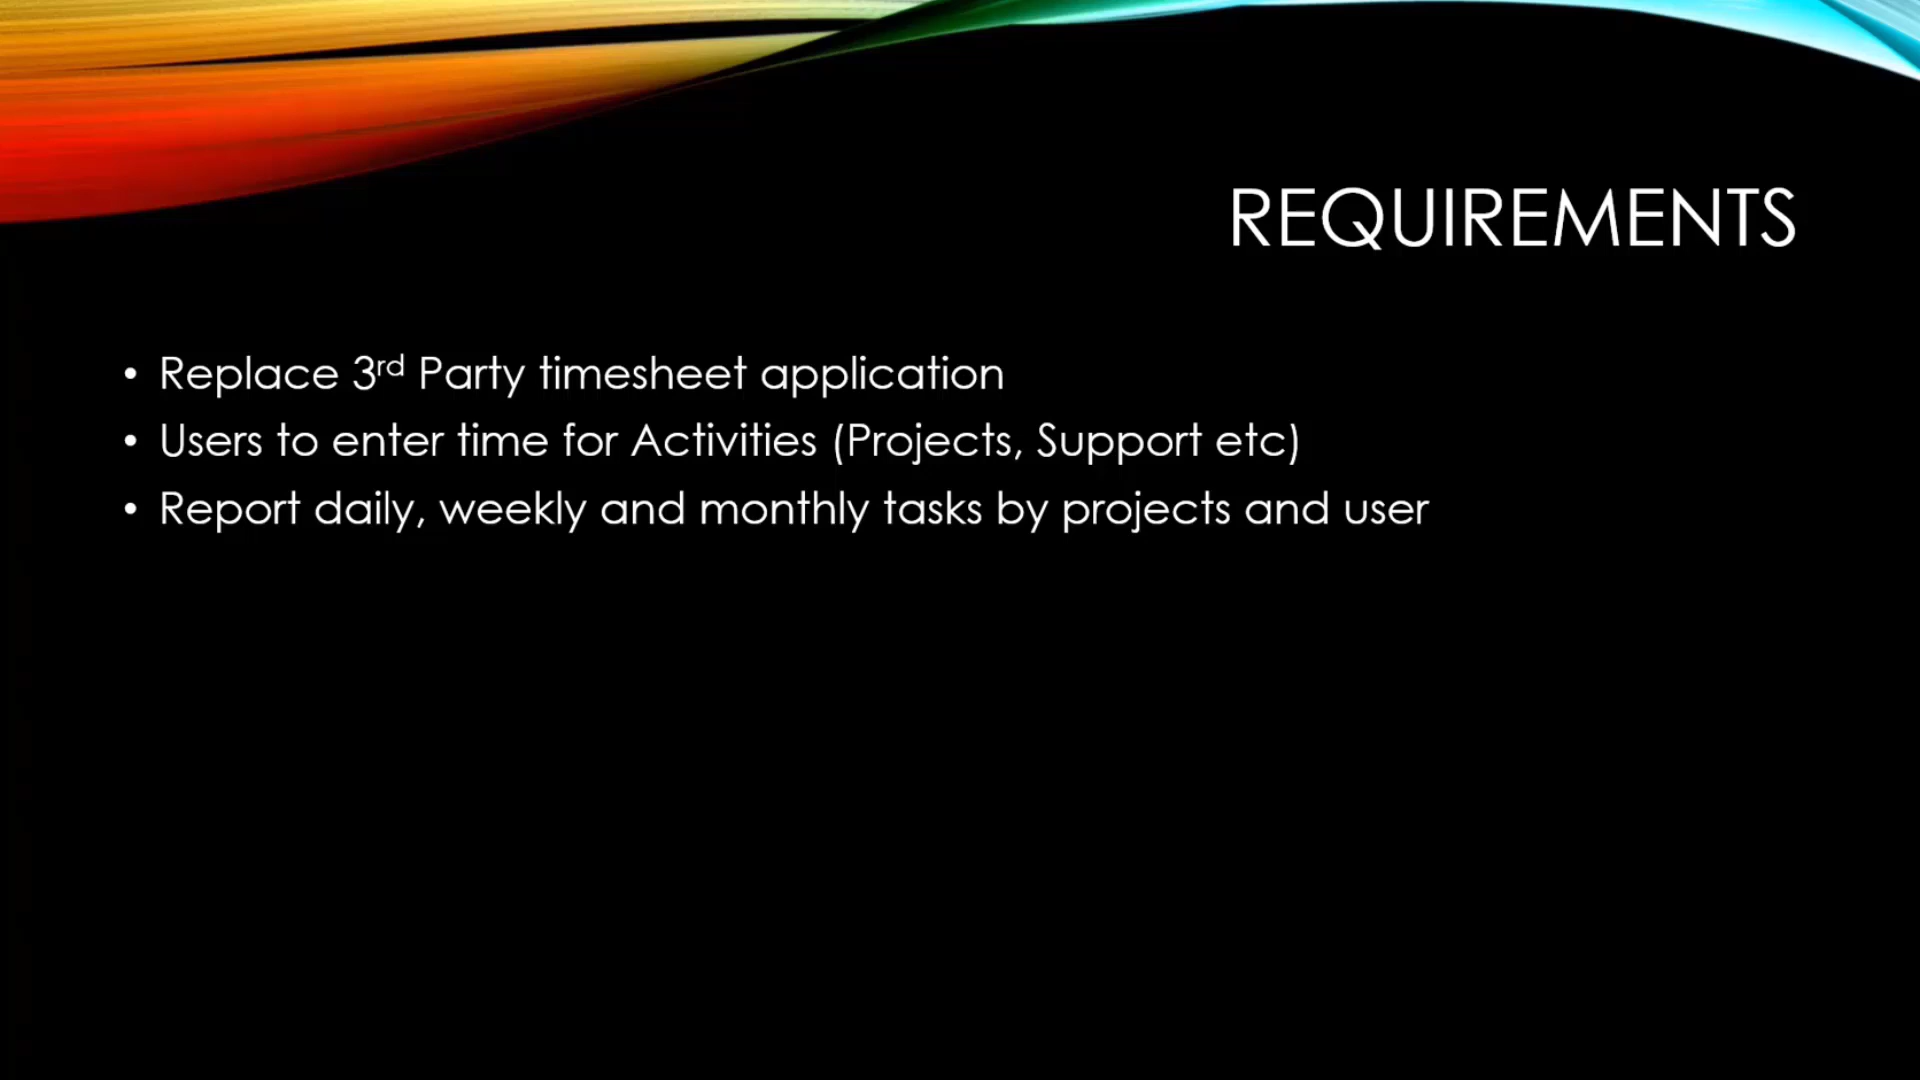 REQUIREMENTS
• Replace 3rd Party timesheet application
• Users to enter time for Activities (Projects, Support etc)
• Report daily, weekly and monthly tasks by projects and user